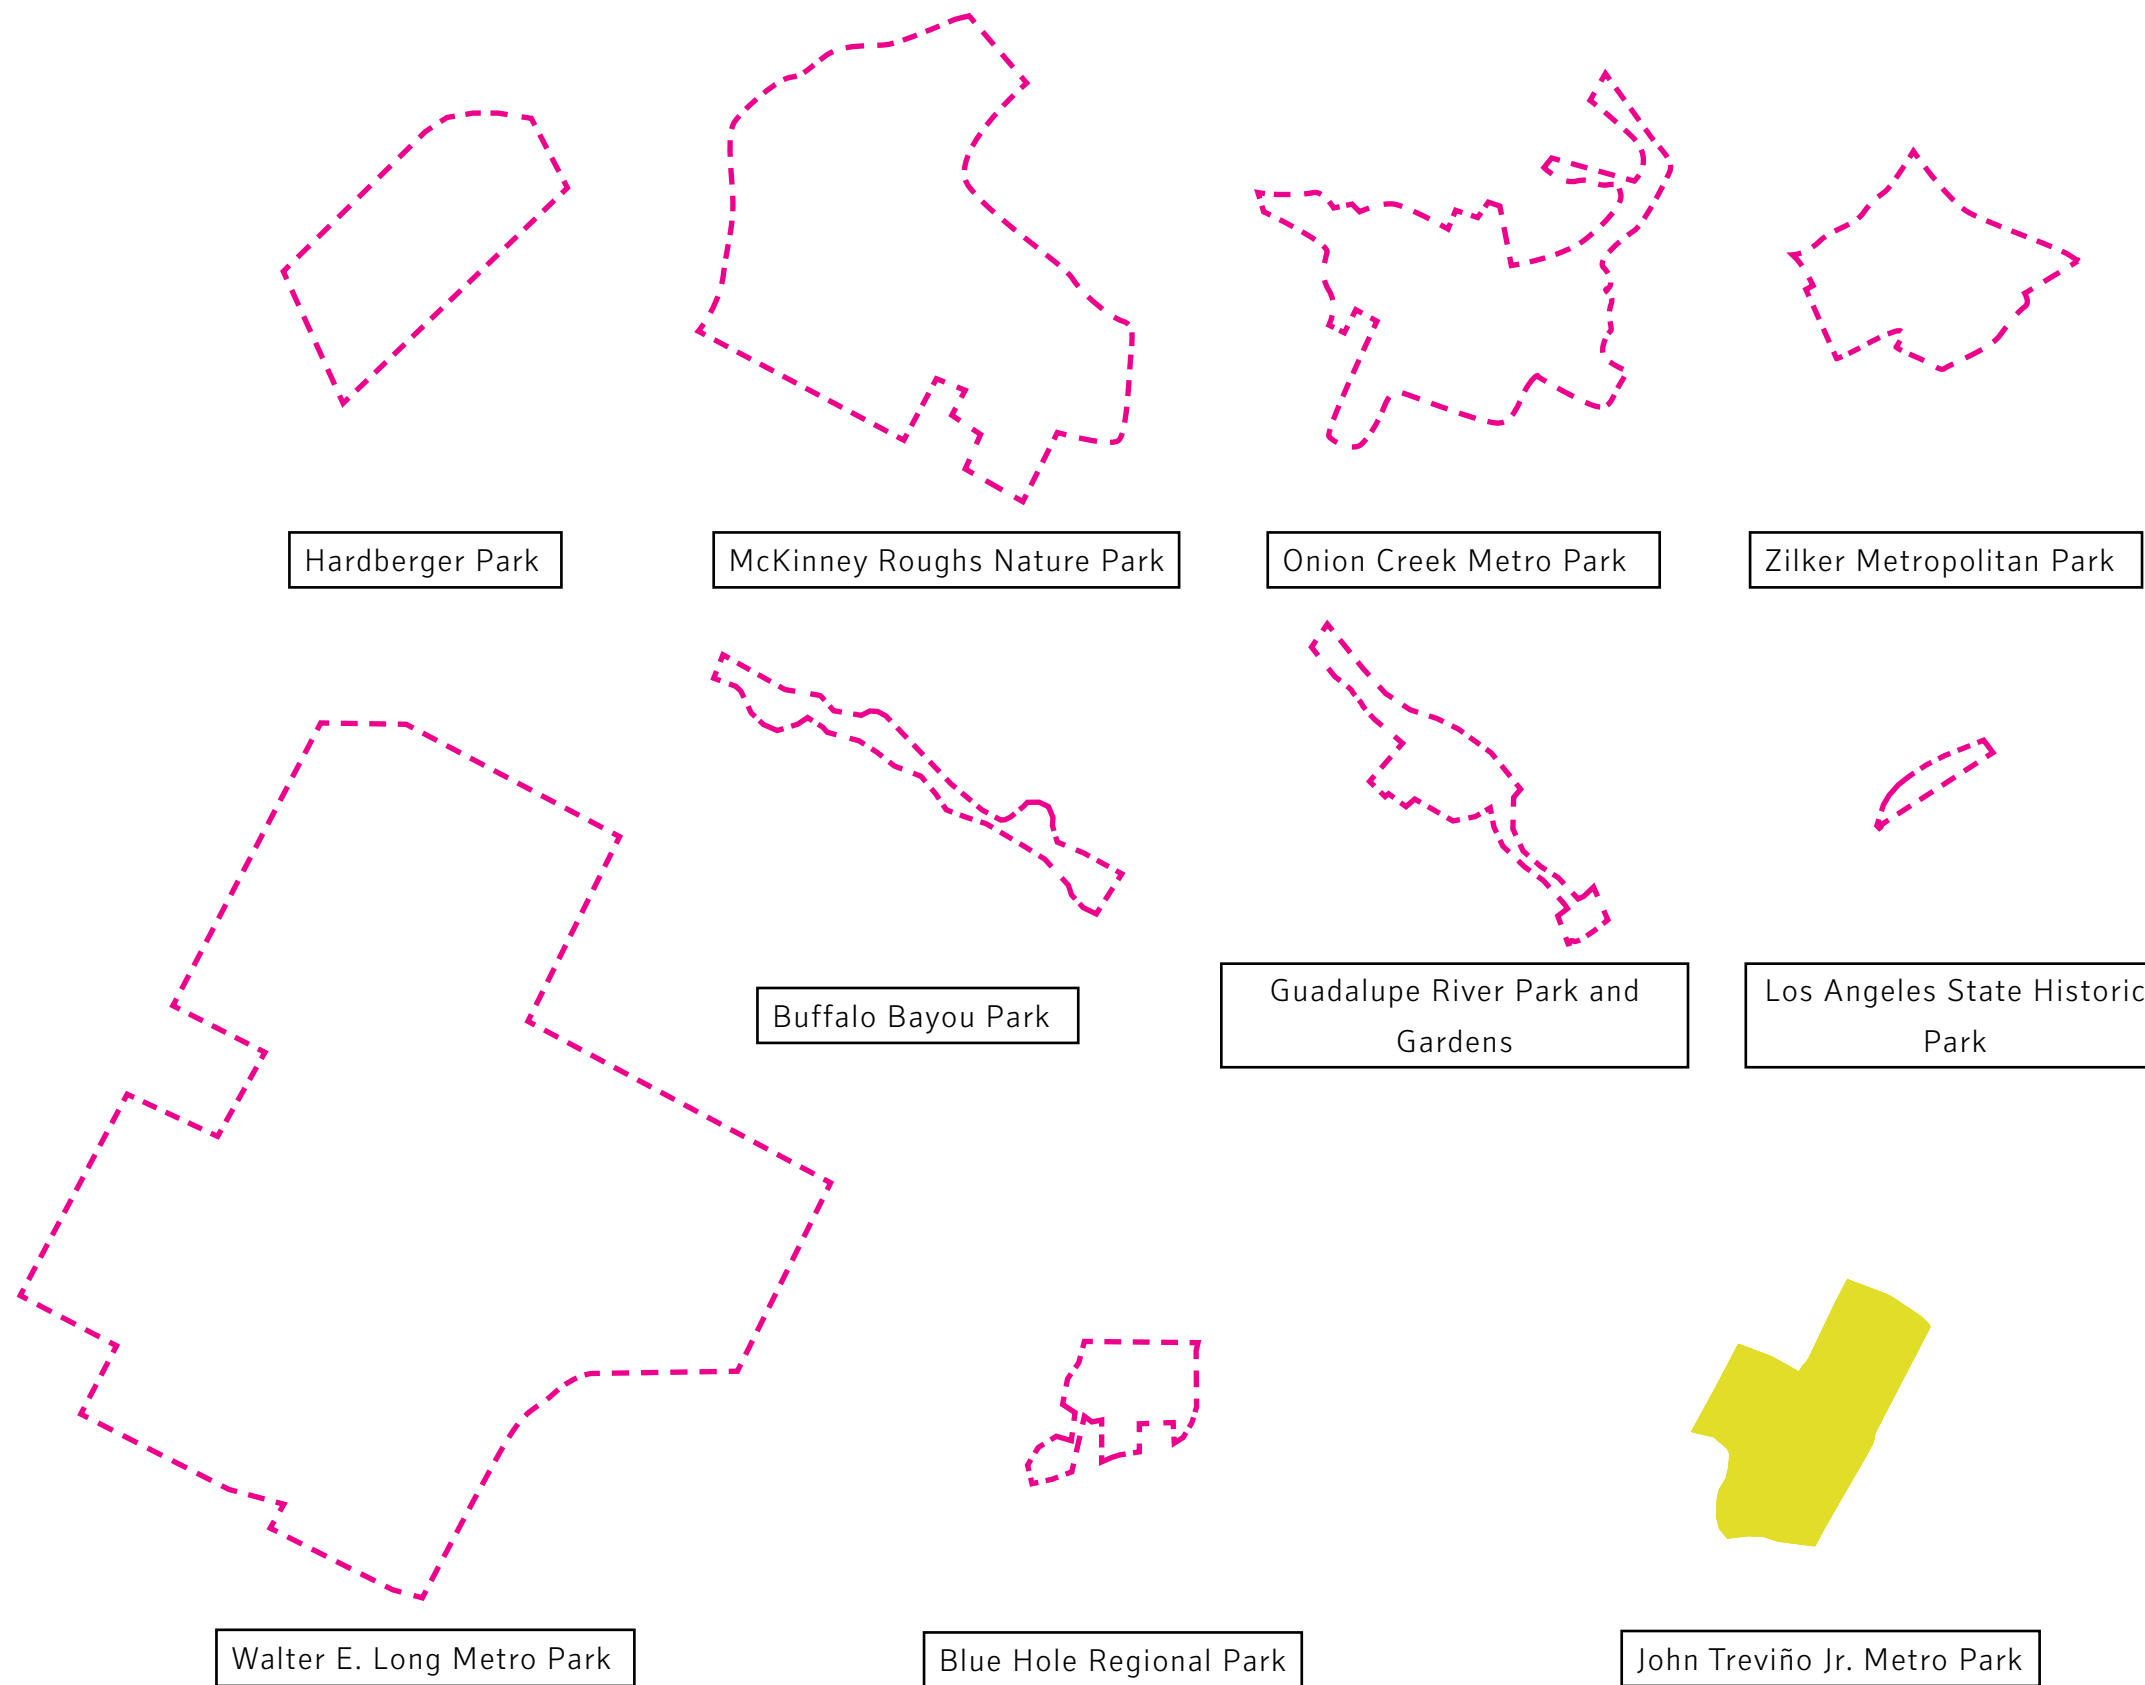 Hardberger Park
McKinney Roughs Nature Park
Onion Creek Metro Park
Zilker Metropolitan Park
Buffalo Bayou Park
Guadalupe River Park and
Gardens
Los Angeles State Historic
Park
Walter E. Long Metro Park
Blue Hole Regional Park
John Treviño Jr. Metro Park